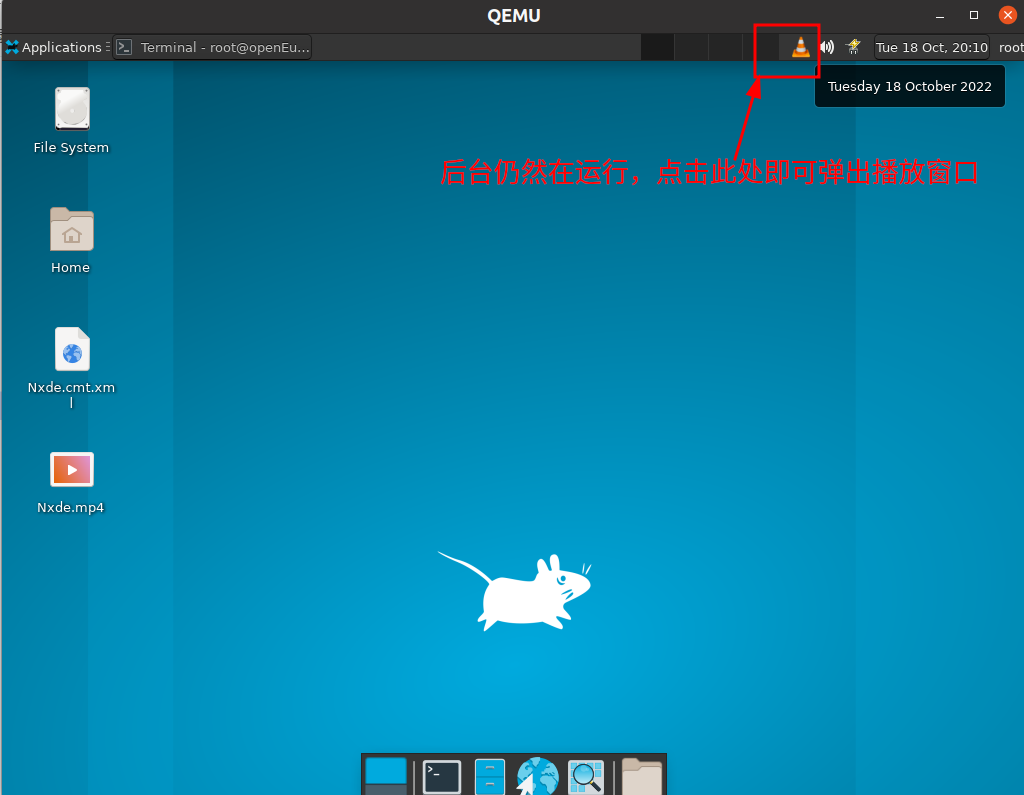 QEMU
Applications
Terminal - root@openEu...
Tue 18 Oct, 20:10
root
Tuesday 18 October 2022
后台仍然在运行，点击此处即可弹出播放窗口
File System
Home
Nxde.cmt.xm
l
Nxde.mp4